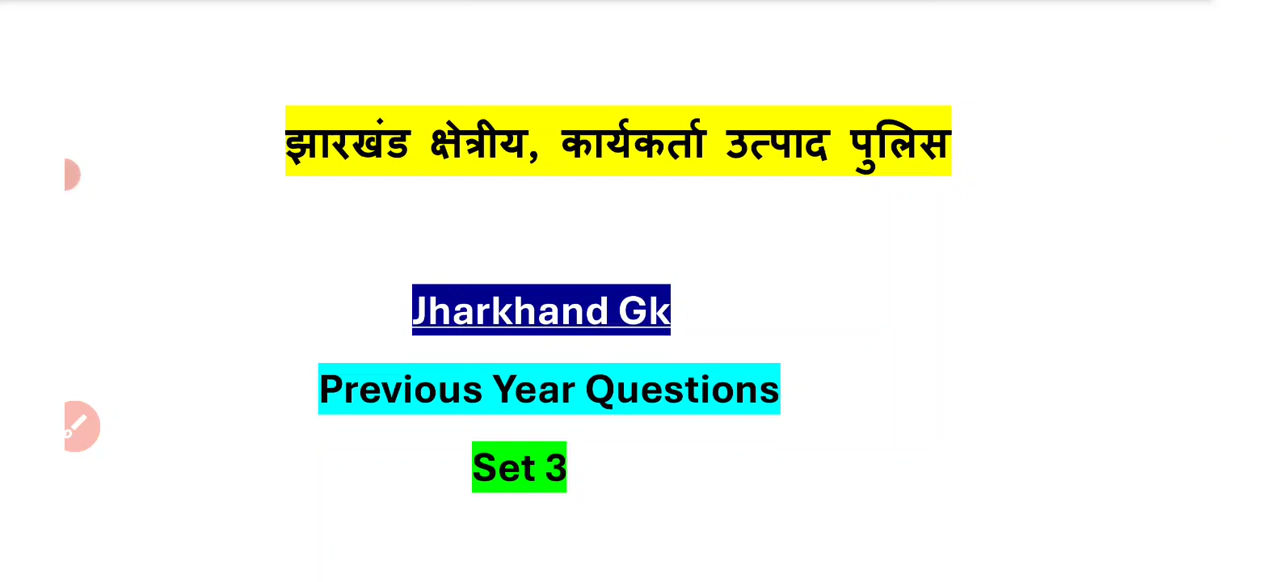 झारखंड क्षेत्रीय, कार्यकर्ता उत्पाद पुलिस
Jharkhand Gk
Previous Year Questions
Set 3